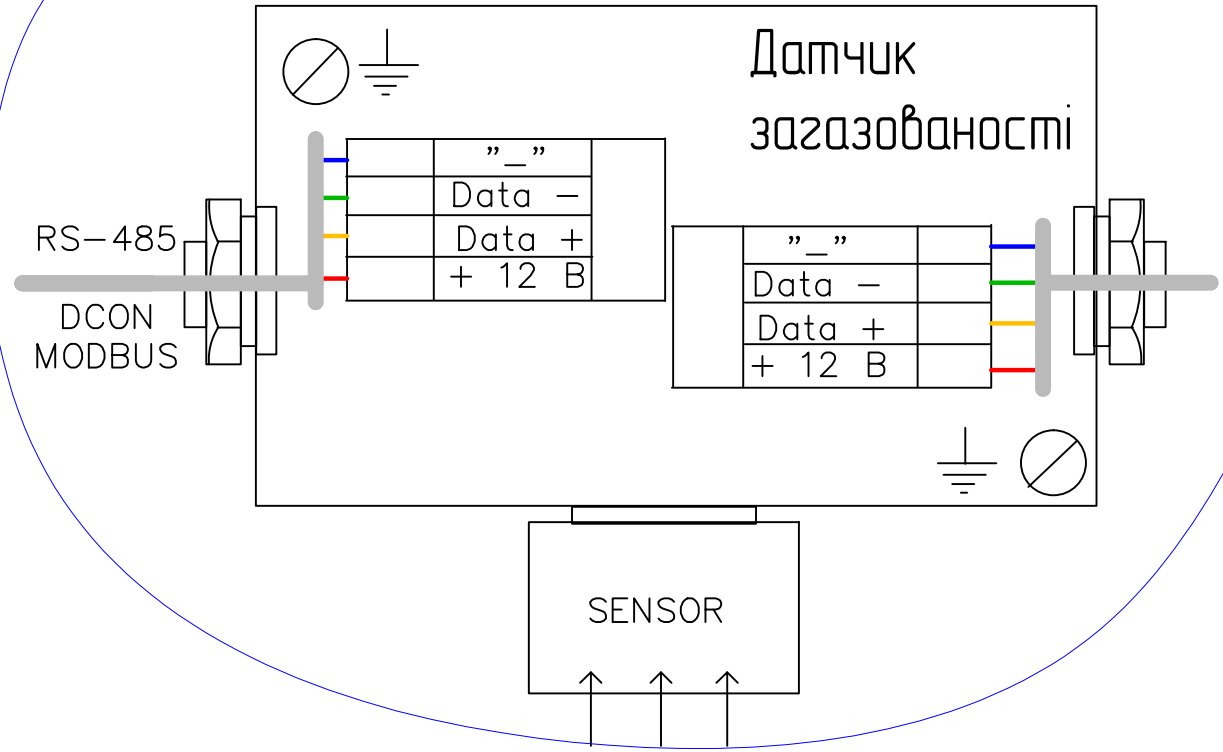 Датчик
загазованості
"_"
Data -
Data +
+ 12 В
RS-485
DCON
MODBUS
"_"
Data -
Data +
+ 12 В
SENSOR